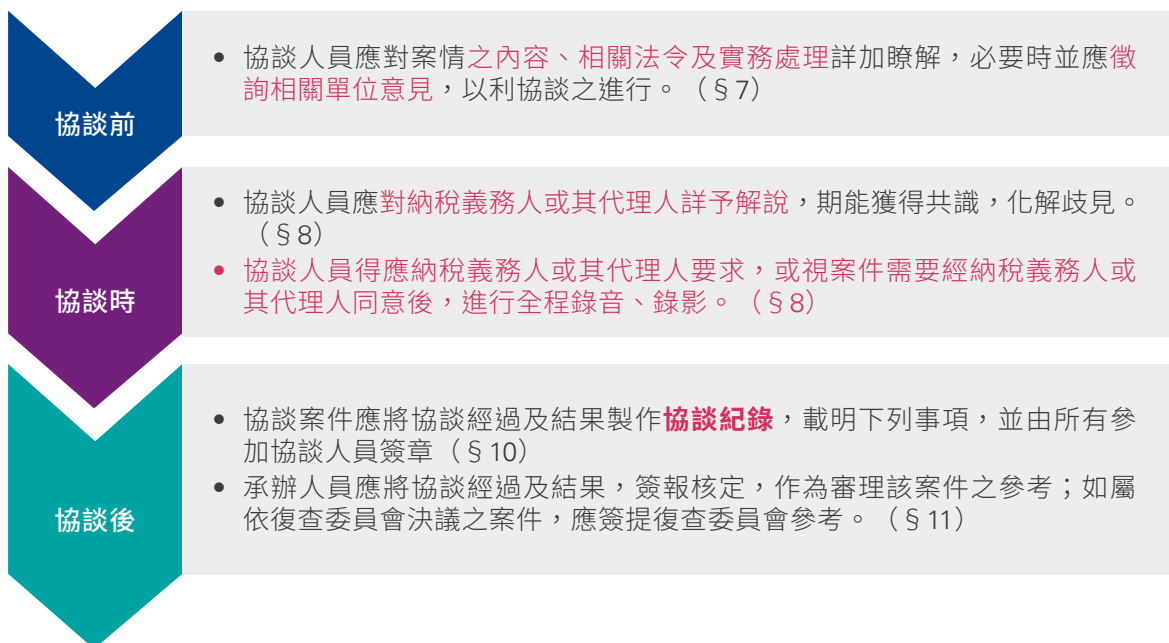 協談前
• 協談人員應對案情之內容、相關法令及實務處理詳加瞭解，必要時並應徵
詢相關單位意見，以利協談之進行。（§7）
協談時
• 協談人員應對納稅義務人或其代理人詳予解說，期能獲得共識，化解歧見。
（§8）
• 協談人員得應納稅義務人或其代理人要求，或視案件需要經納稅義務人或
其代理人同意後，進行全程錄音、錄影。（§8）
協談後
• 協談案件應將協談經過及結果製作協談紀錄，載明下列事項，並由所有參
加協談人員簽章（§10）
• 承辦人員應將協談經過及結果，簽報核定，作為審理該案件之參考；如屬
依復查委員會決議之案件，應簽提復查委員會參考。（§11）